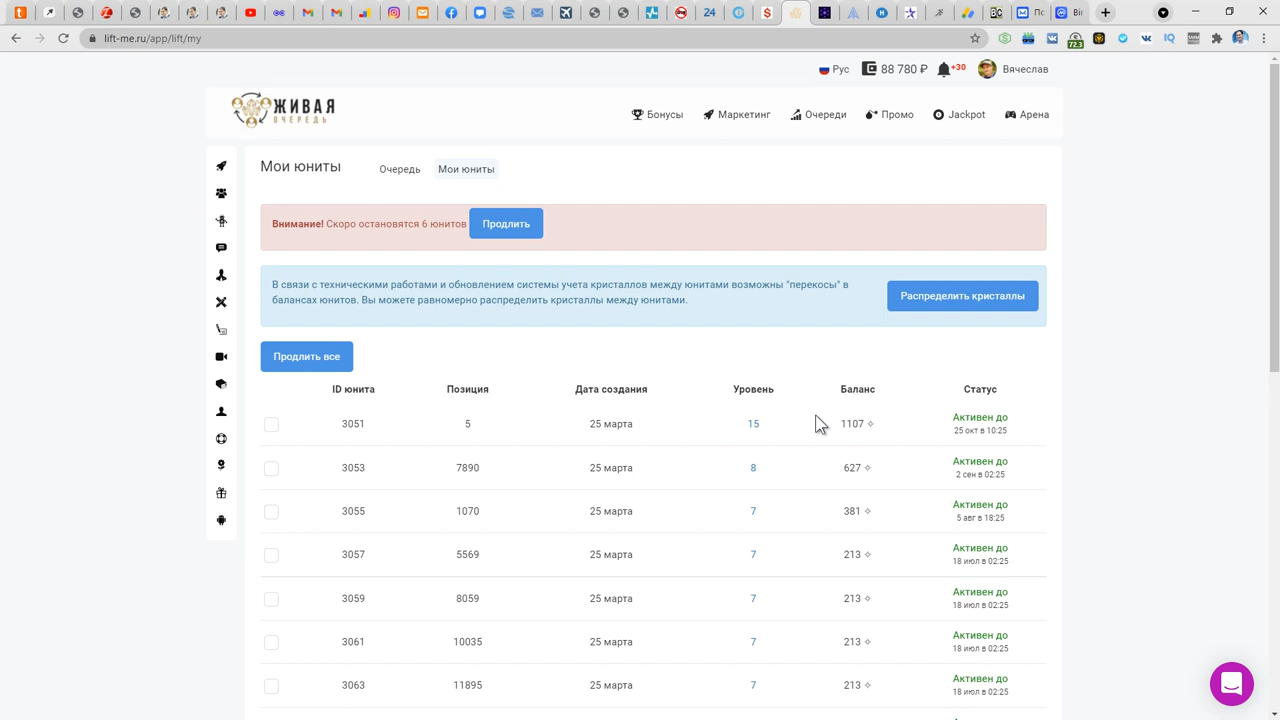 24
$
По
Bir
lift-me.ru/app/lift/my
72.3
IQ
Рус
88 780 ₽
+30
Вячеслав
ЖИВАЯ
ОЧЕРЕДЬ
Бонусы
Маркетинг
Очереди
Промо
Jackpot
Арена
Мои юниты
Очередь
Мои юниты
Внимание! Скоро остановятся 6 юнитов
Продлить
В связи с техническими работами и обновлением системы учета кристаллов между юнитами возможны "перекосы" в
балансах юнитов. Вы можете равномерно распределить кристаллы между юнитами.
Распределить кристаллы
Продлить все
ID юнита Позиция Дата создания Уровень Баланс Статус
3051 5 25 марта 15 1107 Активен до
25 окт в 10:25
3053 7890 25 марта 8 627 Активен до
2 сен в 02:25
3055 1070 25 марта 7 381 Активен до
5 авг в 18:25
3057 5569 25 марта 7 213 Активен до
18 июл в 02:25
3059 8059 25 марта 7 213 Активен до
18 июл в 02:25
3061 10035 25 марта 7 213 Активен до
18 июл в 02:25
3063 11895 25 марта 7 213 Активен до
18 июл в 02:25